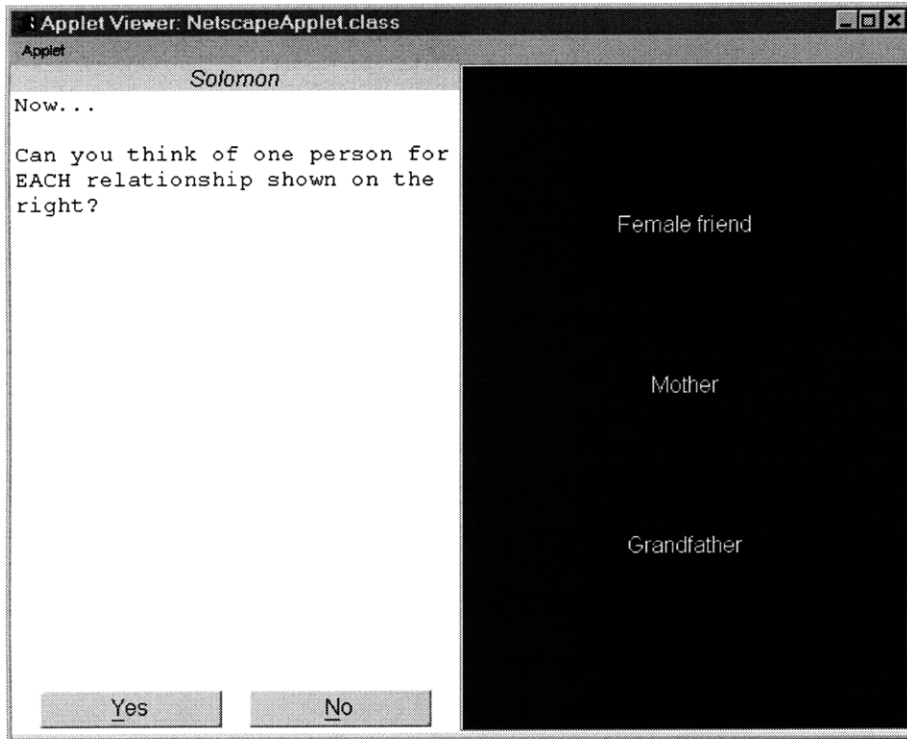 Applet Viewer: NetscapeApplet.class
Applet
Solomon
Now...
Can you think of one person for
EACH relationship shown on the
right?
Female friend
Mother
Grandfather
Yes
No